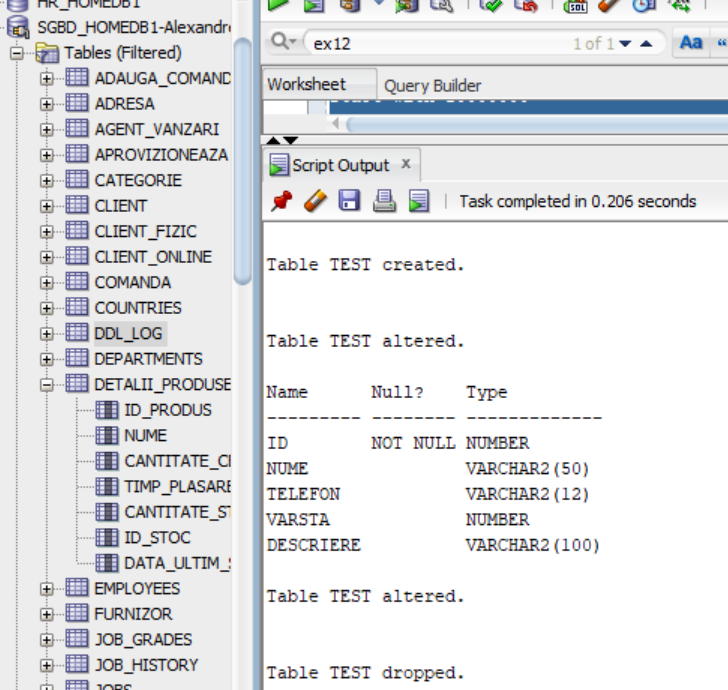 HR_HOMEDB1
SGBD_HOMEDB1-Alexandr
Tables (Filtered)
ADAUGA_COMAND
ADRESA
AGENT_VANZARI
APROVIZIONEAZA
CATEGORIE
CLIENT
CLIENT_FIZIC
CLIENT_ONLINE
COMANDA
COUNTRIES
DDL_LOG
DEPARTMENTS
DETALII_PRODUSE
ID_PRODUS
NUME
CANTITATE_C
TIMP_PLASARE
CANTITATE_S
ID_STOC
DATA_ULTIM_
EMPLOYEES
FURNIZOR
JOB_GRADES
JOB_HISTORY
JOBS
ex12
1 of 1
Aa
Worksheet Query Builder
Script Output x
Task completed in 0.206 seconds
Table TEST created.
Table TEST altered.
Name Null? Type
--------- -------- -------------
ID NOT NULL NUMBER
NUME VARCHAR2(50)
TELEFON VARCHAR2(12)
VARSTA NUMBER
DESCRIERE VARCHAR2(100)
Table TEST altered.
Table TEST dropped.